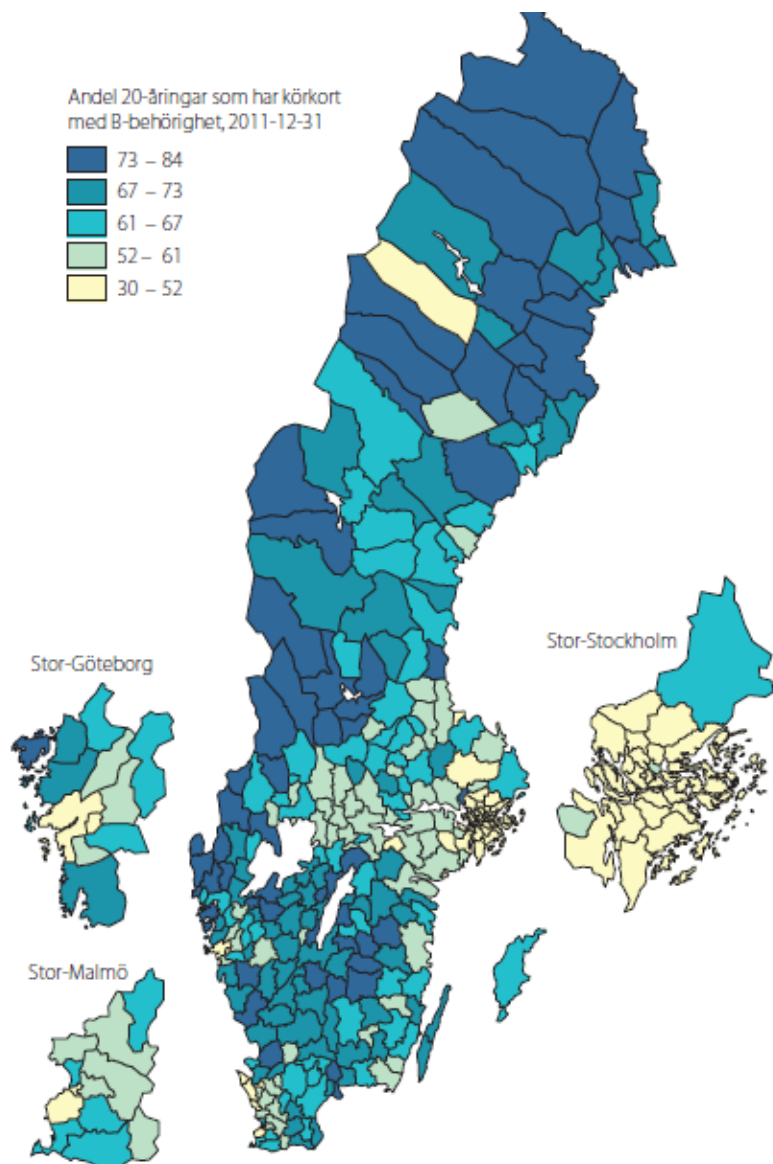 Andel 20-åringar som har körkort
med B-behörighet, 2011-12-31
73 – 84
67 – 73
61 – 67
52 – 61
30 – 52
Stor-Göteborg
Stor-Stockholm
Stor-Malmö